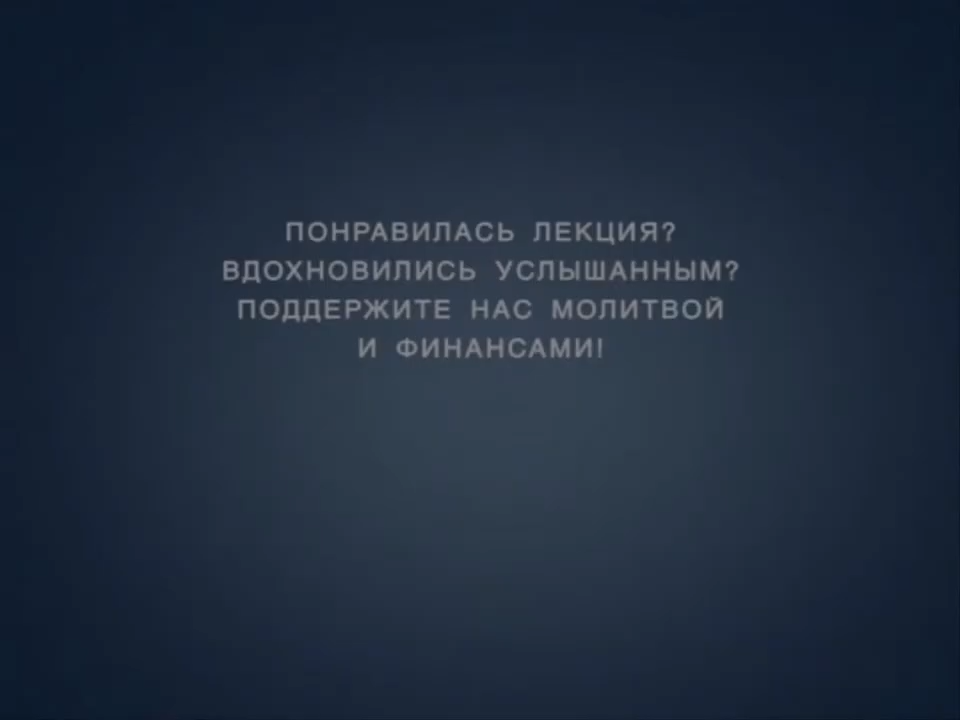 ПОНРАВИЛАСЬ ЛЕКЦИЯ?
ВДОХНОВИЛИСЬ УСЛЫШАННЫМ?
ПОДДЕРЖИТЕ НАС МОЛИТВОЙ
И ФИНАНСАМИ!